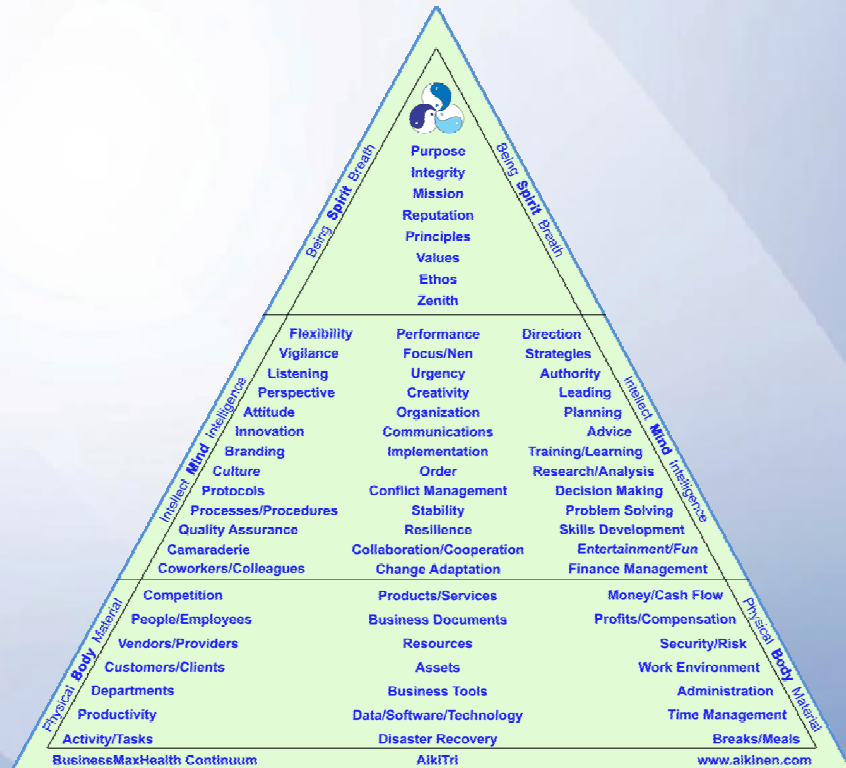 Purpose
Integrity
Mission
Reputation
Principles
Values
Ethos
Zenith
Being Spirit Breath
Being Spirit Breath
Flexibility Performance Direction
Vigilance Focus/Nen Strategies
Listening Urgency Authority
Perspective Creativity Leading
Attitude Organization Planning
Innovation Communications Advice
Branding Implementation Training/Learning
Culture Order Research/Analysis
Protocols Conflict Management Decision Making
Processes/Procedures Stability Problem Solving
Quality Assurance Resilience Skills Development
Camaraderie Collaboration/Cooperation Entertainment/Fun
Coworkers/Colleagues Change Adaptation Finance Management
Intellect Mind Intelligence
Intellect Mind Intelligence
Competition Products/Services Money/Cash Flow
People/Employees Business Documents Profits/Compensation
Vendors/Providers Resources Security/Risk
Customers/Clients Assets Work Environment
Departments Business Tools Administration
Productivity Data/Software/Technology Time Management
Activity/Tasks Disaster Recovery Breaks/Meals
Physical Body Material
Physical Body Material
BusinessMaxHealth Continuum AikiTri www.aikinen.com